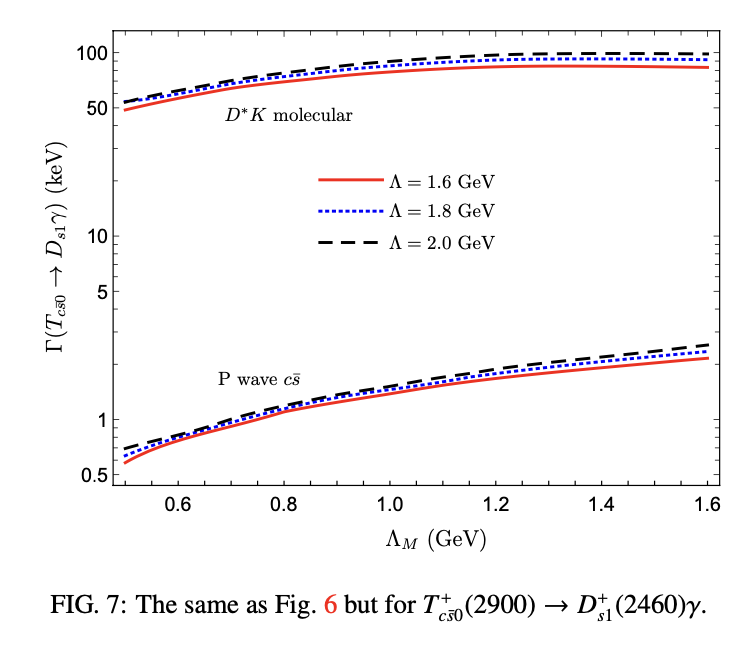 100
50
10
5
1
0.5
Γ(T_{cs̄0} → D_{s1}γ) (keV)
D*K molecular
Λ = 1.6 GeV
Λ = 1.8 GeV
Λ = 2.0 GeV
P wave cs̄
0.6 0.8 1.0 1.2 1.4 1.6
Λ_M (GeV)
FIG. 7: The same as Fig. 6 but for T^+_{cs̄0}(2900) → D^+_{s1}(2460)γ.